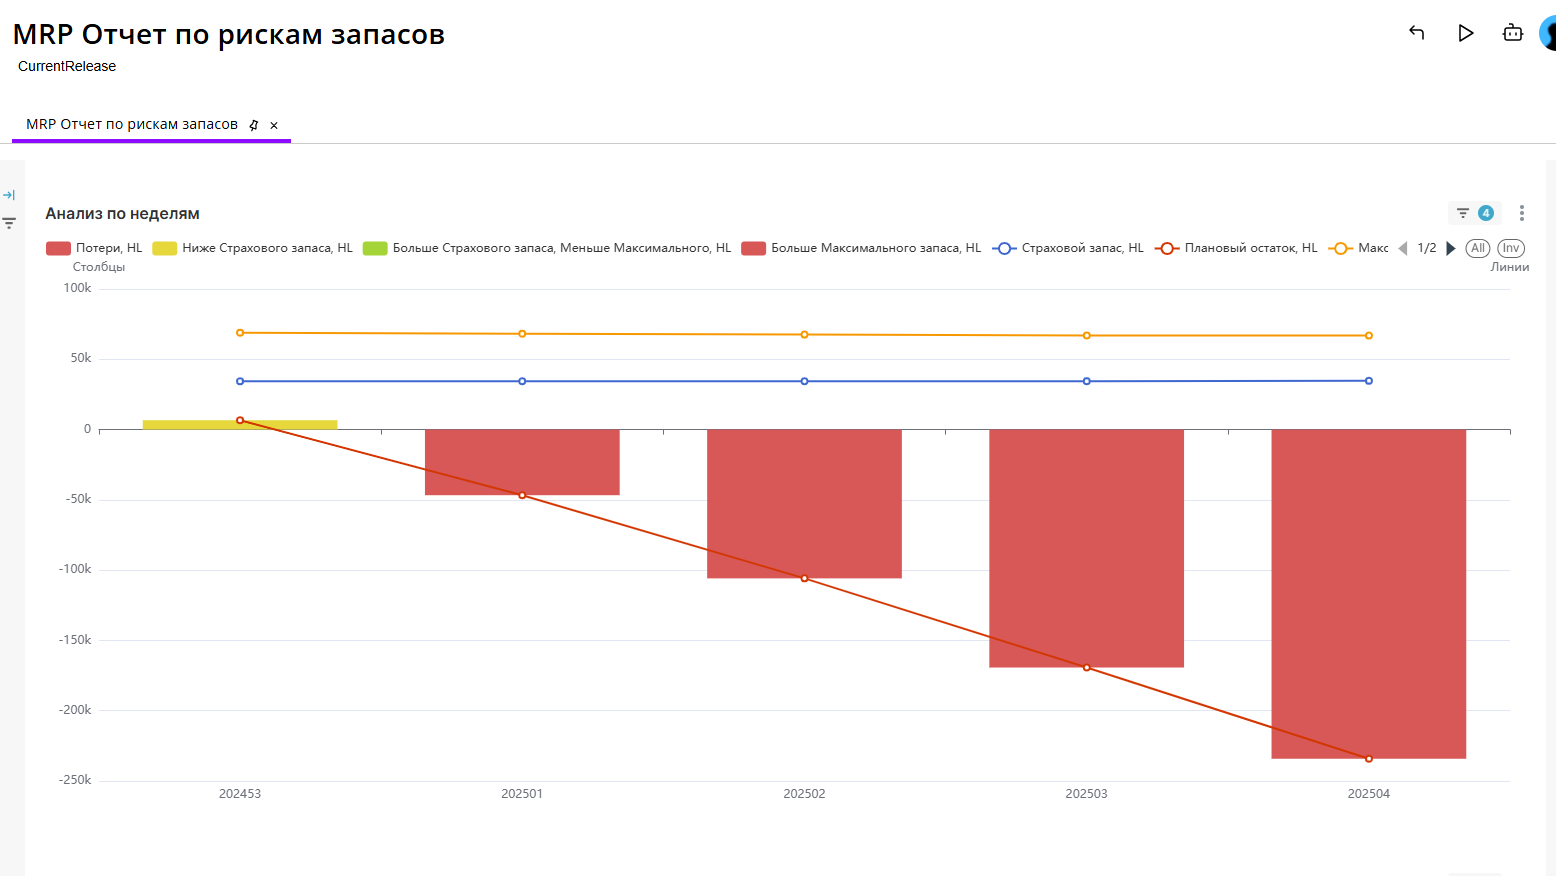 MRP Отчет по рискам запасов
CurrentRelease
MRP Отчет по рискам запасов
Анализ по неделям
4
Потери, HL Ниже Страхового запаса, HL Больше Страхового запаса, Меньше Максимального, HL Больше Максимального запаса, HL Страховой запас, HL Плановый остаток, HL Макс 1/2 All Inv
Столбцы Линии
100k
50k
0
-50k
-100k
-150k
-200k
-250k
202453 202501 202502 202503 202504